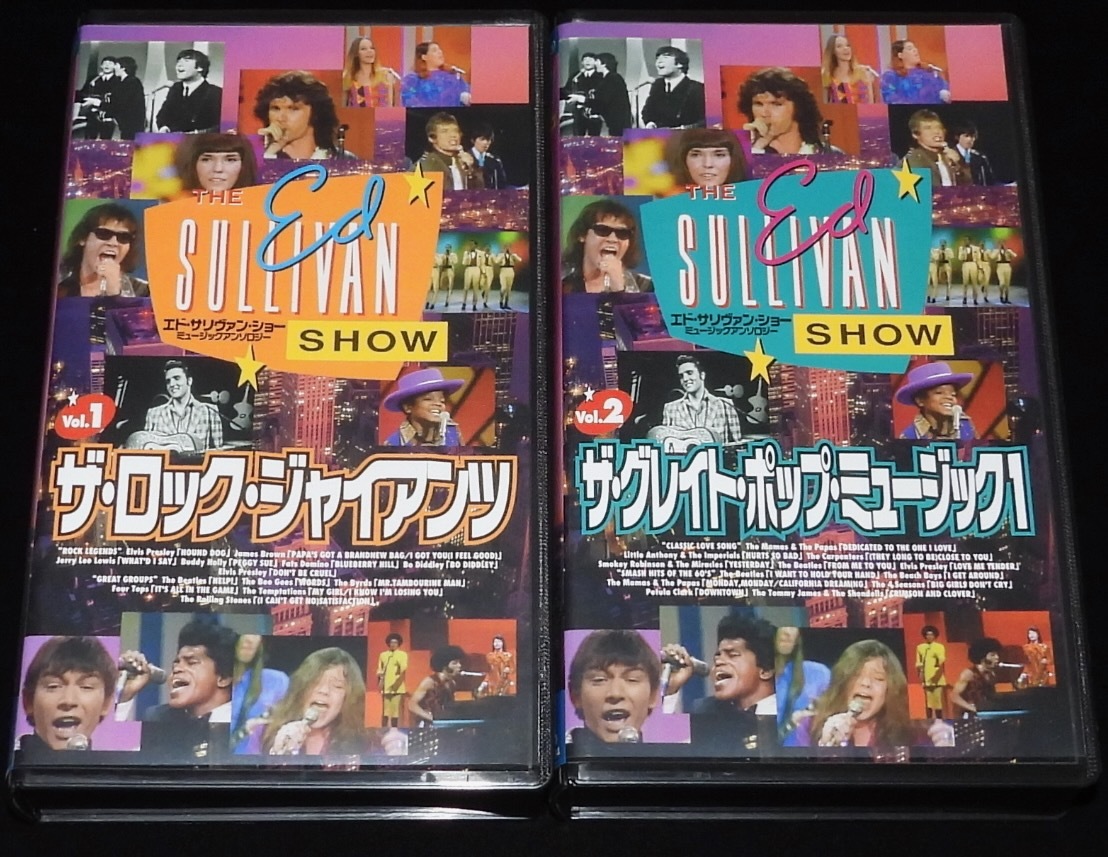 THE
Ed
SULLIVAN
エド・サリヴァン・ショー
ミュージックアンソロジー
SHOW
Vol.1
ザ・ロック・ジャイアンツ
"ROCK LEGENDS" Elvis Presley「HOUND DOG」 James Brown「PAPA'S GOT A BRANDNEW BAG/I GOT YOU(I FEEL GOOD)」
Jerry Lee Lewis「WHAT'D I SAY」 Buddy Holly「PEGGY SUE」 Fats Domino「BLUEBERRY HILL」 Bo Diddley「BO DIDDLEY」
Elvis Presley「DON'T BE CRUEL」
"GREAT GROUPS" The Beatles「HELP!」 The Bee Gees「WORDS」 The Byrds「MR.TAMBOURINE MAN」
Four Tops「IT'S ALL IN THE GAME」 The Temptations「MY GIRL/I KNOW I'M LOSING YOU」
The Rolling Stones「(I CAN'T GET NO)SATISFACTION」
THE
Ed
SULLIVAN
エド・サリヴァン・ショー
ミュージックアンソロジー
SHOW
Vol.2
ザ・グレイト・ポップ・ミュージック1
"CLASSIC LOVE SONG" The Mamas & The Papas「DEDICATED TO THE ONE I LOVE」
Little Anthony & The Imperials「HURTS SO BAD」 The Carpenters「(THEY LONG TO BE)CLOSE TO YOU」
Smokey Robinson & The Miracles「YESTERDAY」 The Beatles「FROM ME TO YOU」 Elvis Presley「LOVE ME TENDER」
"SMASH HITS OF THE 60'S" The Beatles「I WANT TO HOLD YOUR HAND」 The Beach Boys「I GET AROUND」
The Mamas & The Papas「MONDAY,MONDAY/CALIFORNIA DREAMING」 The 4 Seasons「BIG GIRLS DON'T CRY」
Petula Clark「DOWNTOWN」 The Tommy James & The Shondells「CRIMSON AND CLOVER」